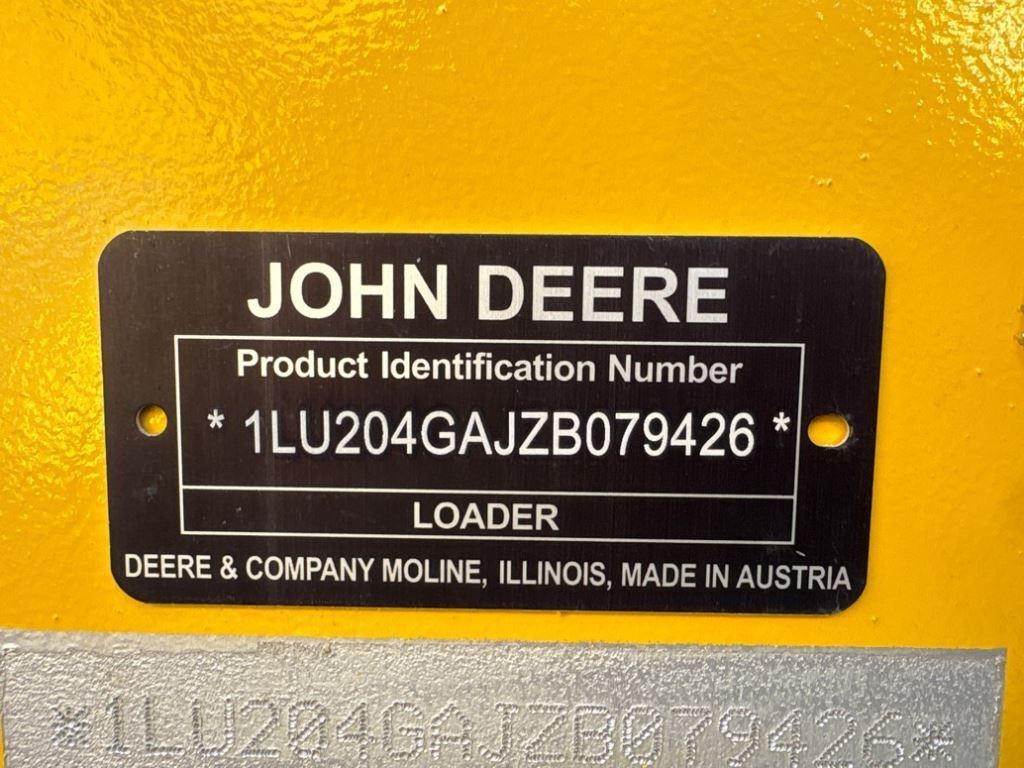 JOHN DEERE
Product Identification Number
* 1LU204GAJZB079426 *
LOADER
DEERE & COMPANY MOLINE, ILLINOIS, MADE IN AUSTRIA
*1LU204GAJZB079426*